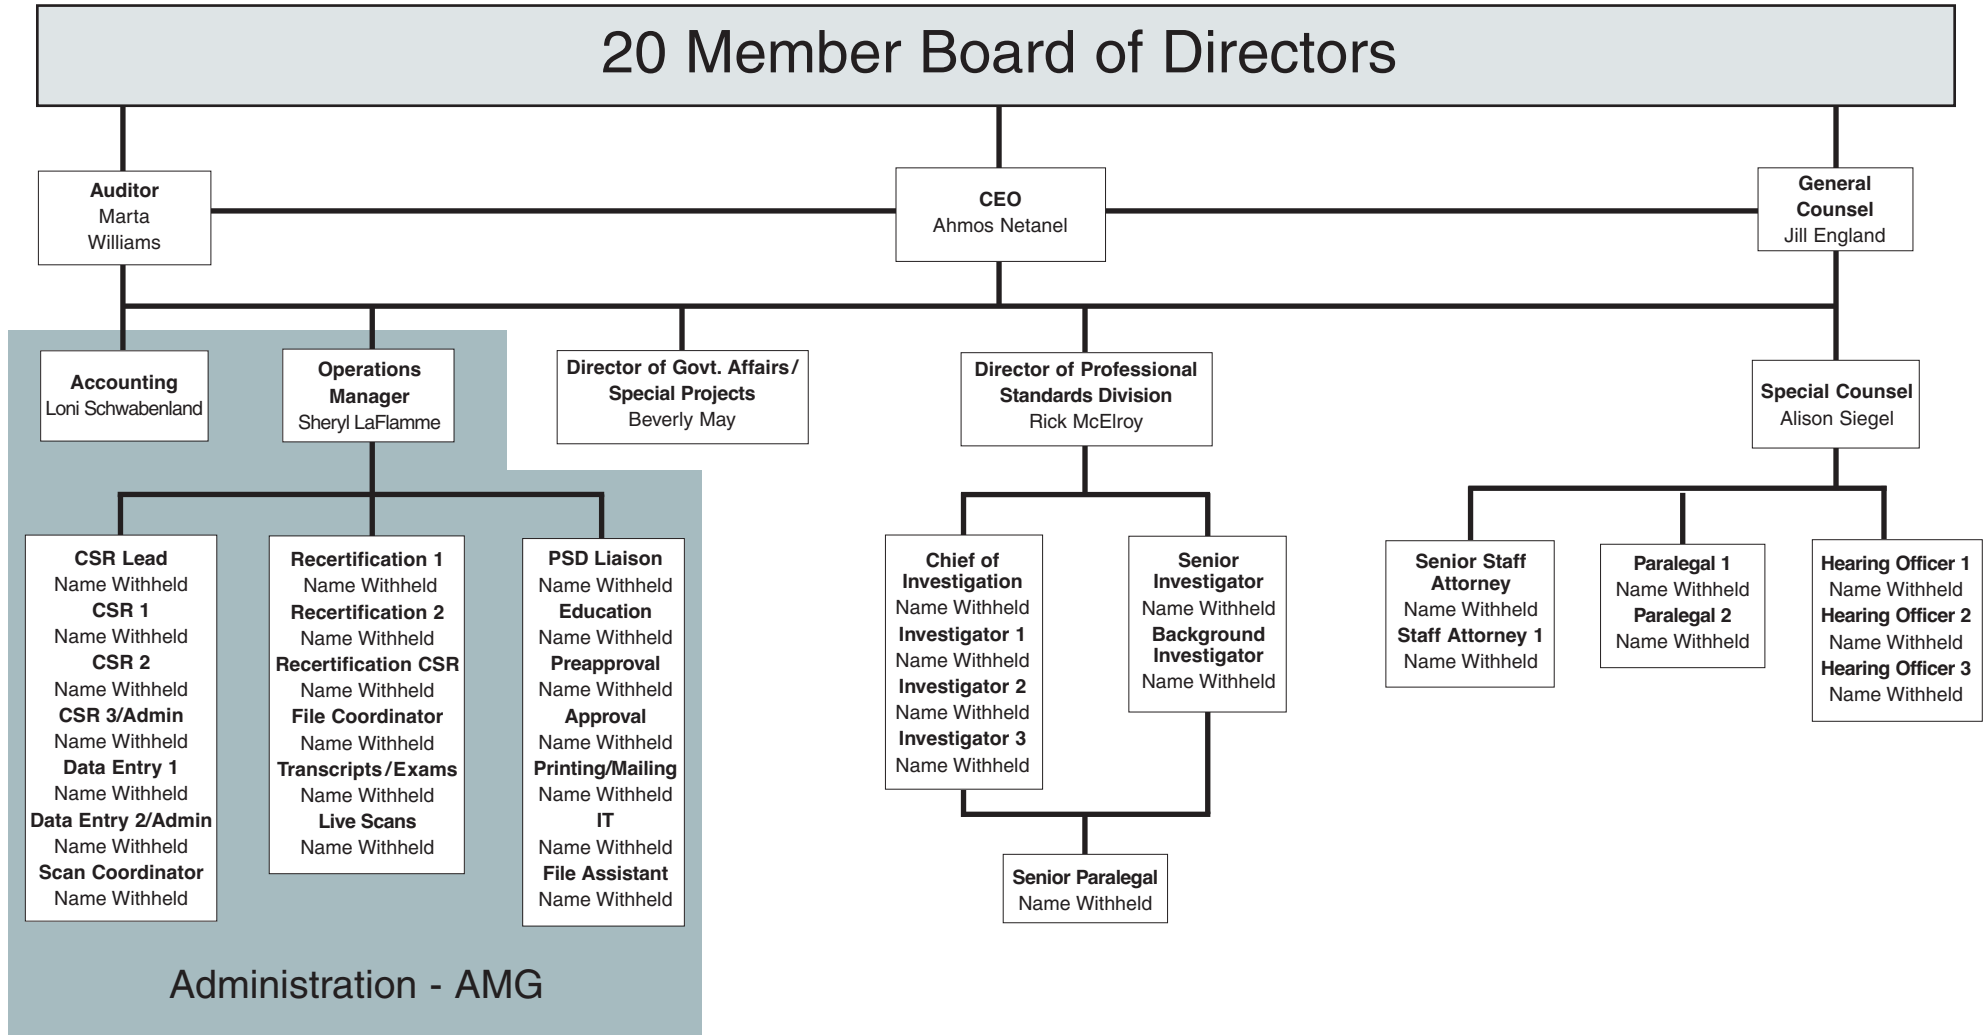 20 Member Board of Directors
Auditor
Marta
Williams
CEO
Ahmos Netanel
General
Counsel
Jill England
Accounting
Loni Schwabenland
Operations
Manager
Sheryl LaFlamme
Director of Govt. Affairs/
Special Projects
Beverly May
Director of Professional
Standards Division
Rick McElroy
Special Counsel
Alison Siegel
CSR Lead
Name Withheld
CSR 1
Name Withheld
CSR 2
Name Withheld
CSR 3/Admin
Name Withheld
Data Entry 1
Name Withheld
Data Entry 2/Admin
Name Withheld
Scan Coordinator
Name Withheld
Recertification 1
Name Withheld
Recertification 2
Name Withheld
Recertification CSR
Name Withheld
File Coordinator
Name Withheld
Transcripts/Exams
Name Withheld
Live Scans
Name Withheld
PSD Liaison
Name Withheld
Education
Name Withheld
Preapproval
Name Withheld
Approval
Name Withheld
Printing/Mailing
Name Withheld
IT
Name Withheld
File Assistant
Name Withheld
Chief of
Investigation
Name Withheld
Investigator 1
Name Withheld
Investigator 2
Name Withheld
Investigator 3
Name Withheld
Senior
Investigator
Name Withheld
Background
Investigator
Name Withheld
Senior Paralegal
Name Withheld
Senior Staff
Attorney
Name Withheld
Staff Attorney 1
Name Withheld
Paralegal 1
Name Withheld
Paralegal 2
Name Withheld
Hearing Officer 1
Name Withheld
Hearing Officer 2
Name Withheld
Hearing Officer 3
Name Withheld
Administration - AMG